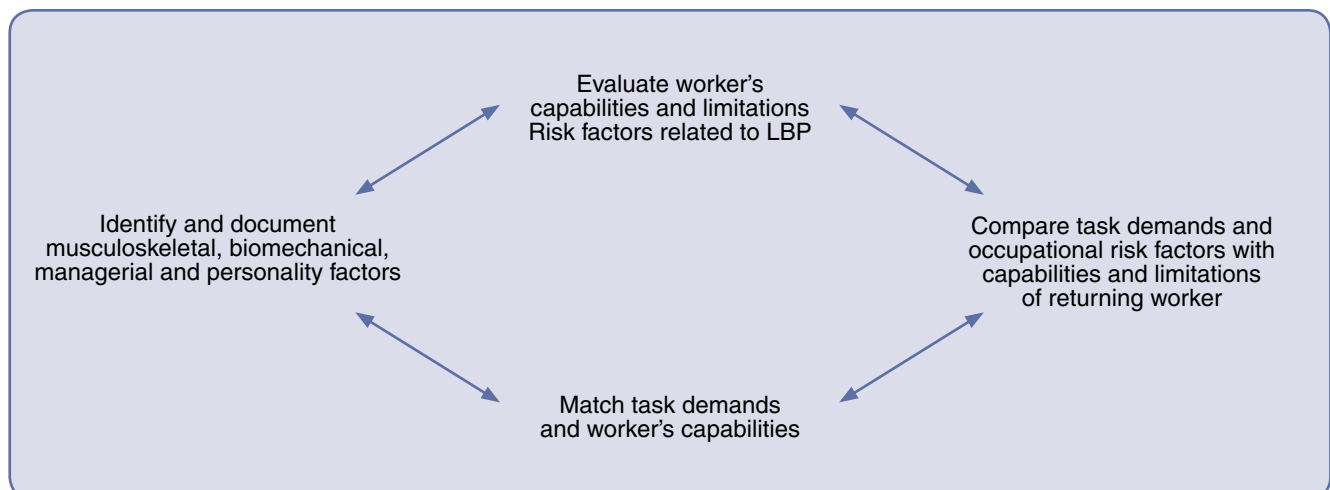 Evaluate worker’s
capabilities and limitations
Risk factors related to LBP
Identify and document
musculoskeletal, biomechanical,
managerial and personality factors
Compare task demands and
occupational risk factors with
capabilities and limitations
of returning worker
Match task demands
and worker’s capabilities